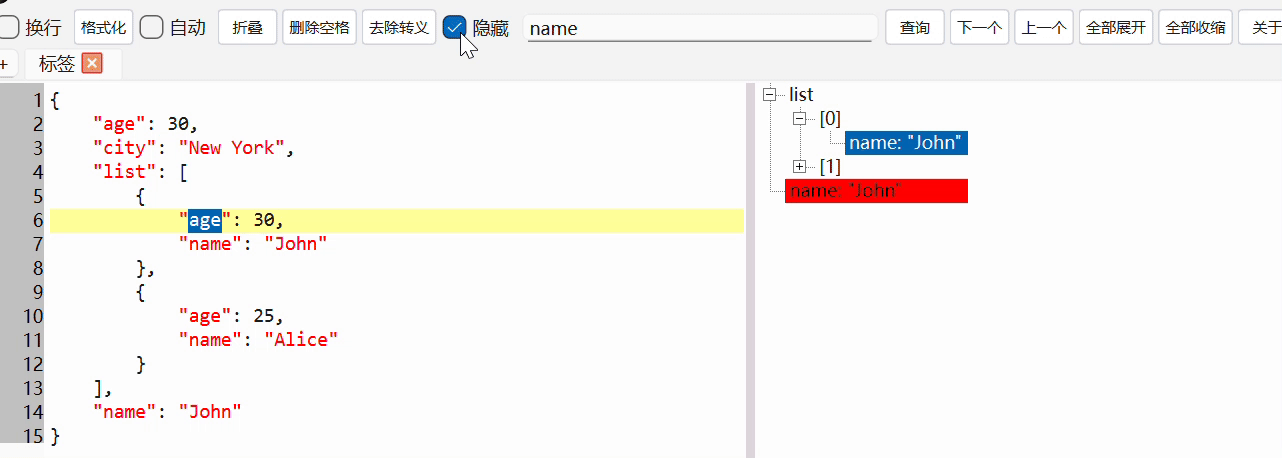 换行 格式化 自动 折叠 删除空格 去除转义 隐藏 name 查询 下一个 上一个 全部展开 全部收缩 关于
+ 标签
1 {
2 "age": 30,
3 "city": "New York",
4 "list": [
5 {
6 "age": 30,
7 "name": "John"
8 },
9 {
10 "age": 25,
11 "name": "Alice"
12 }
13 ],
14 "name": "John"
15 }
list
[0]
name: "John"
[1]
name: "John"